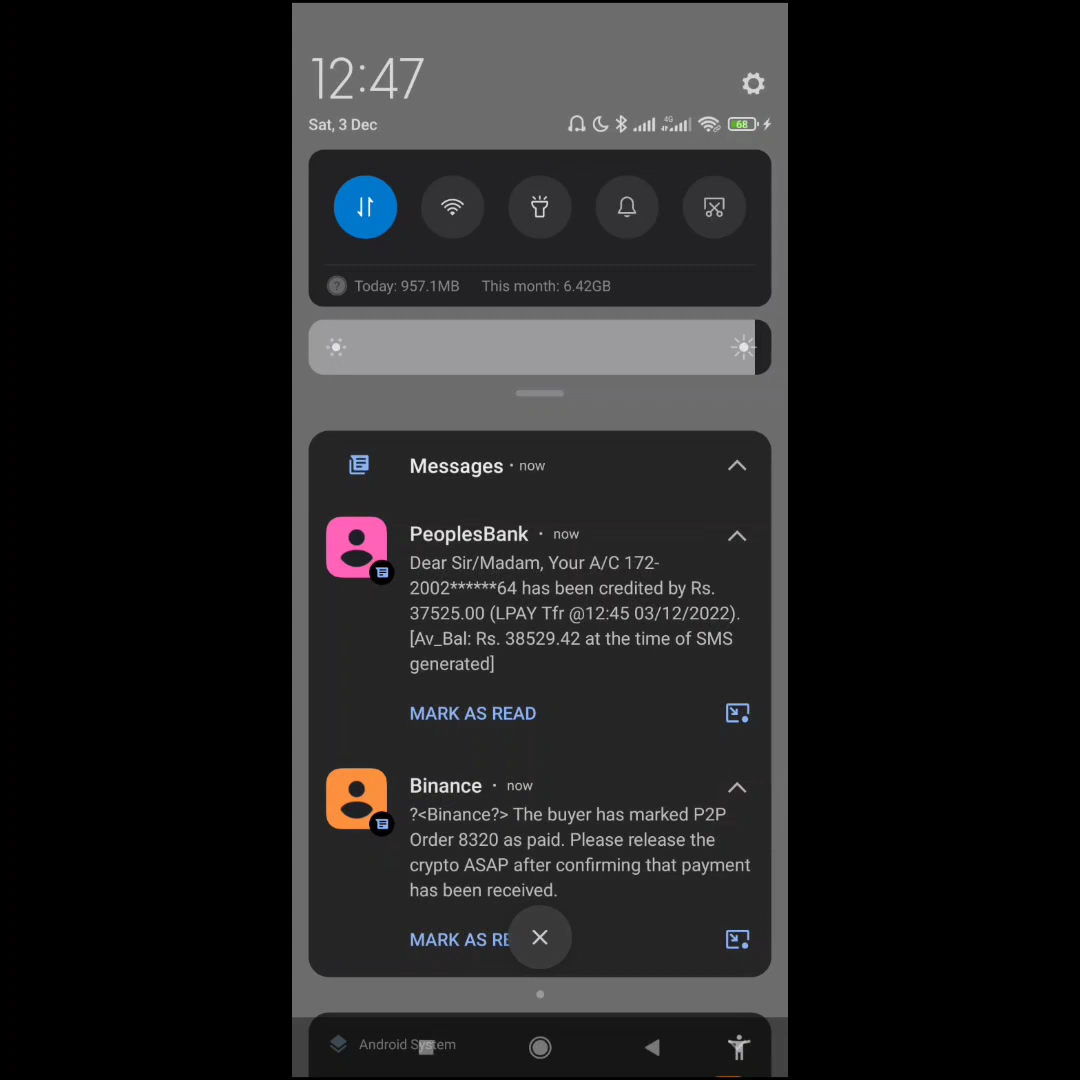 12:47
Sat, 3 Dec
4G
68
Today: 957.1MB This month: 6.42GB
Messages · now
PeoplesBank · now
Dear Sir/Madam, Your A/C 172-
2002******64 has been credited by Rs.
37525.00 (LPAY Tfr @12:45 03/12/2022).
[Av_Bal: Rs. 38529.42 at the time of SMS
generated]
MARK AS READ
Binance · now
?<Binance?> The buyer has marked P2P
Order 8320 as paid. Please release the
crypto ASAP after confirming that payment
has been received.
MARK AS RE
Android System